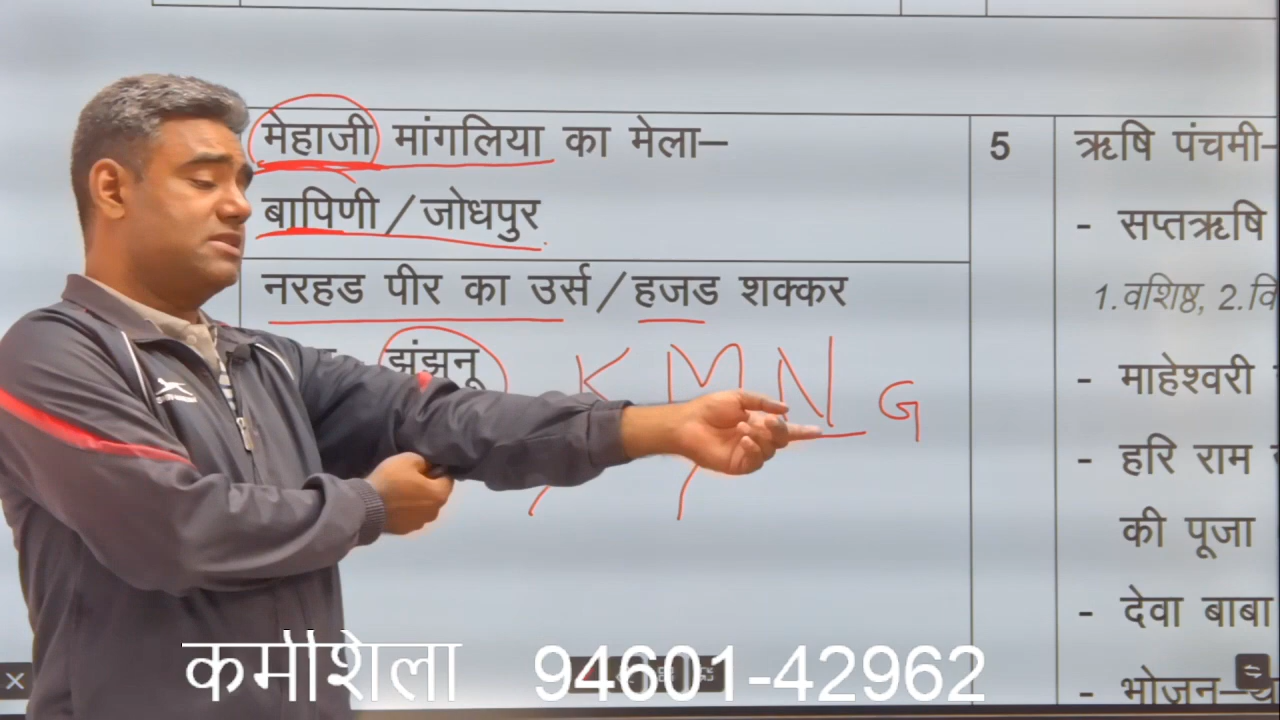 मेहाजी मांगलिया का मेला–
बापिणी/जोधपुर
नरहड पीर का उर्स/हजड शक्कर
झुंझनू
K M N G
5
ऋषि पंचमी–
- सप्तऋषि
1.वशिष्ठ, 2.वि
- माहेश्वरी
- हरि राम
की पूजा
- देवा बाबा
- भोजन–थ
कर्मशिला 94601-42962